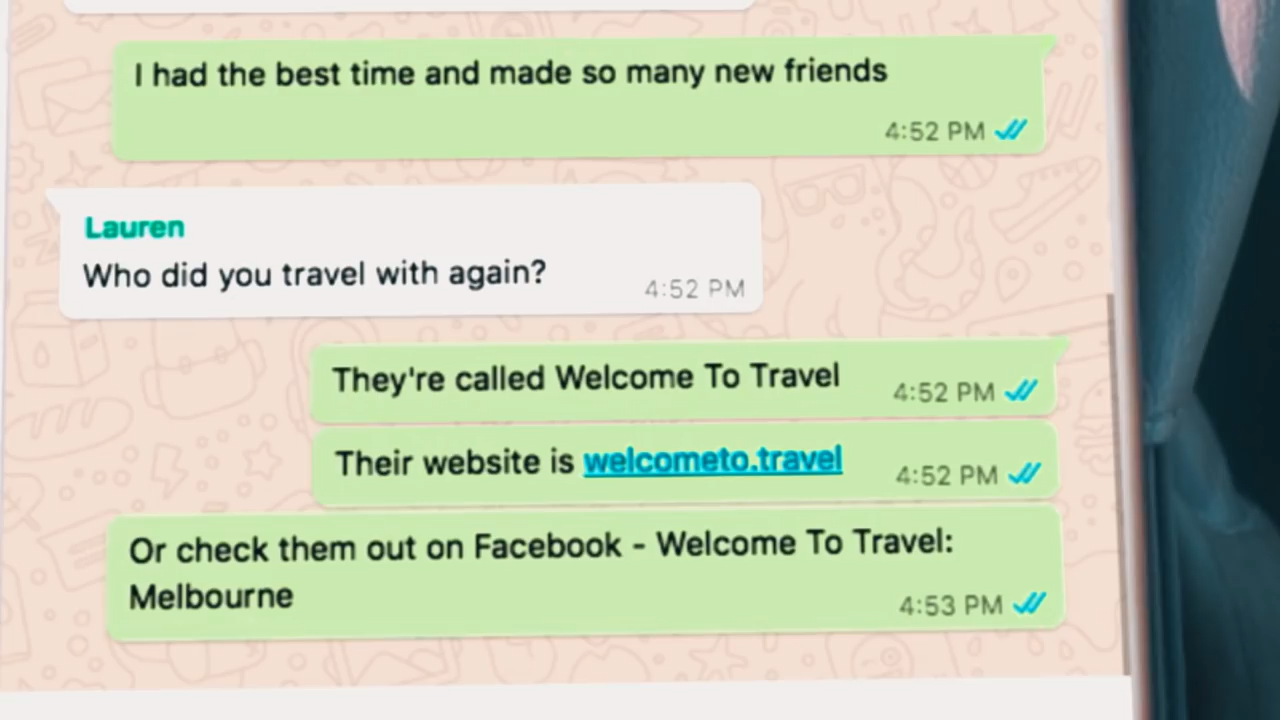 I had the best time and made so many new friends
4:52 PM
Lauren
Who did you travel with again?
4:52 PM
They're called Welcome To Travel
4:52 PM
Their website is welcometo.travel
4:52 PM
Or check them out on Facebook - Welcome To Travel:
Melbourne
4:53 PM